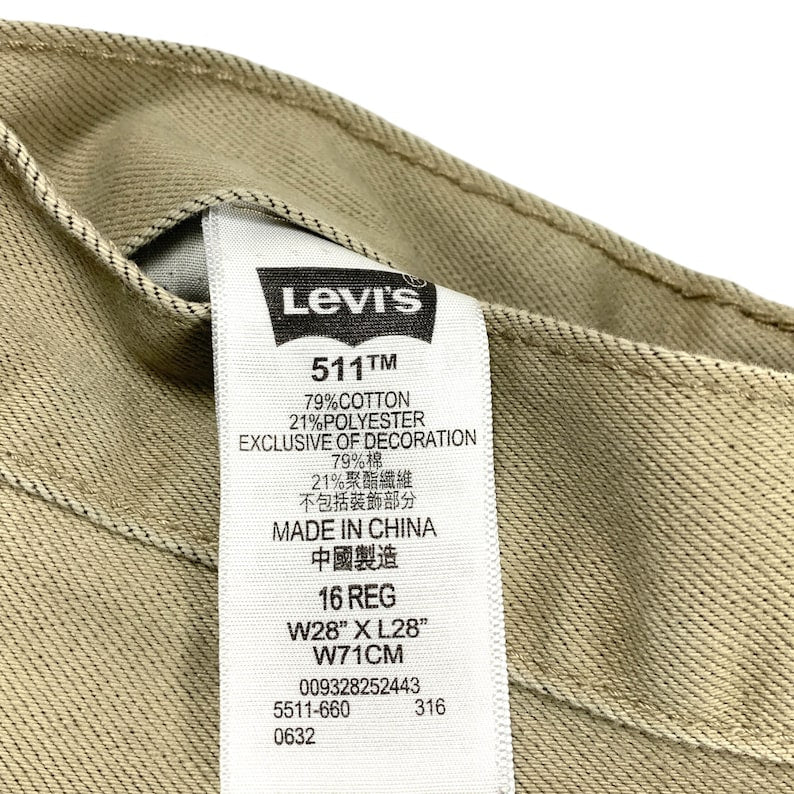 Levi's®
511™
79%COTTON
21%POLYESTER
EXCLUSIVE OF DECORATION
79%棉
21%聚酯纖維
不包括裝飾部分
MADE IN CHINA
中國製造
16 REG
W28” X L28”
W71CM
009328252443
5511-660 316
0632